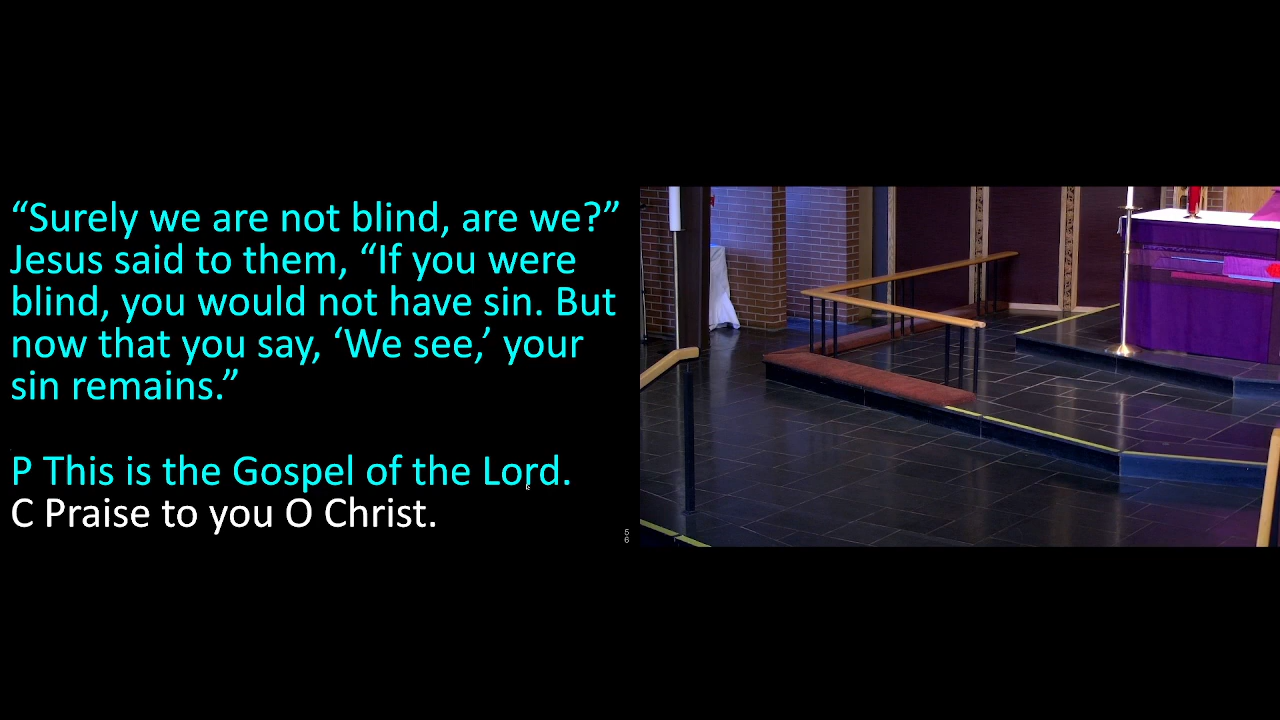 “Surely we are not blind, are we?”
Jesus said to them, “If you were
blind, you would not have sin. But
now that you say, ‘We see,’ your
sin remains.”
P This is the Gospel of the Lord.
C Praise to you O Christ.
5
6